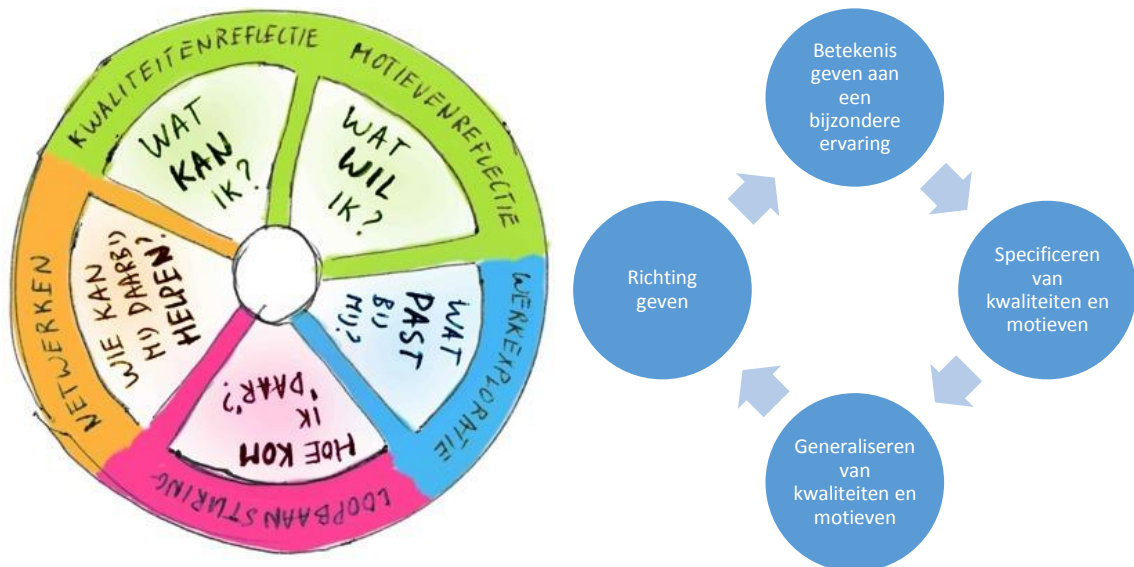 KWALITEITENREFLECTIE
WAT
KAN
IK?
MOTIEVENREFLECTIE
WAT
WIL
IK?
WERKEXPLORATIE
WAT
PAST
BIJ
MIJ?
LOOPBAANSTURING
HOE KOM
IK
'DAAR'?
NETWERKEN
WIE KAN
MIJ DAARBIJ
HELPEN?
Betekenis
geven aan
een
bijzondere
ervaring
Specificeren
van
kwaliteiten en
motieven
Generaliseren
van
kwaliteiten en
motieven
Richting
geven